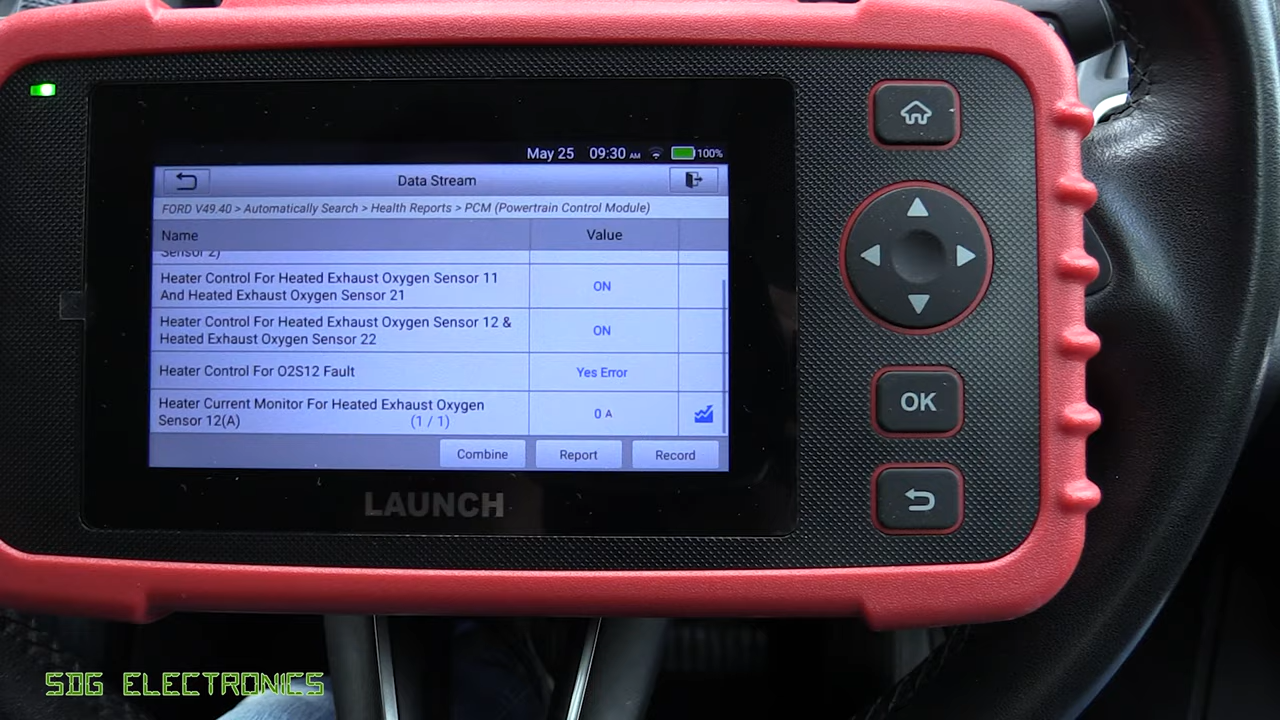 May 25 09:30 AM 100%
Data Stream
FORD V49.40 > Automatically Search > Health Reports > PCM (Powertrain Control Module)
Name Value
Sensor 2)
Heater Control For Heated Exhaust Oxygen Sensor 11
And Heated Exhaust Oxygen Sensor 21
ON
Heater Control For Heated Exhaust Oxygen Sensor 12 &
Heated Exhaust Oxygen Sensor 22
ON
Heater Control For O2S12 Fault
Yes Error
Heater Current Monitor For Heated Exhaust Oxygen
Sensor 12(A) (1 / 1)
0 A
Combine Report Record
LAUNCH
OK
SDG ELECTRONICS